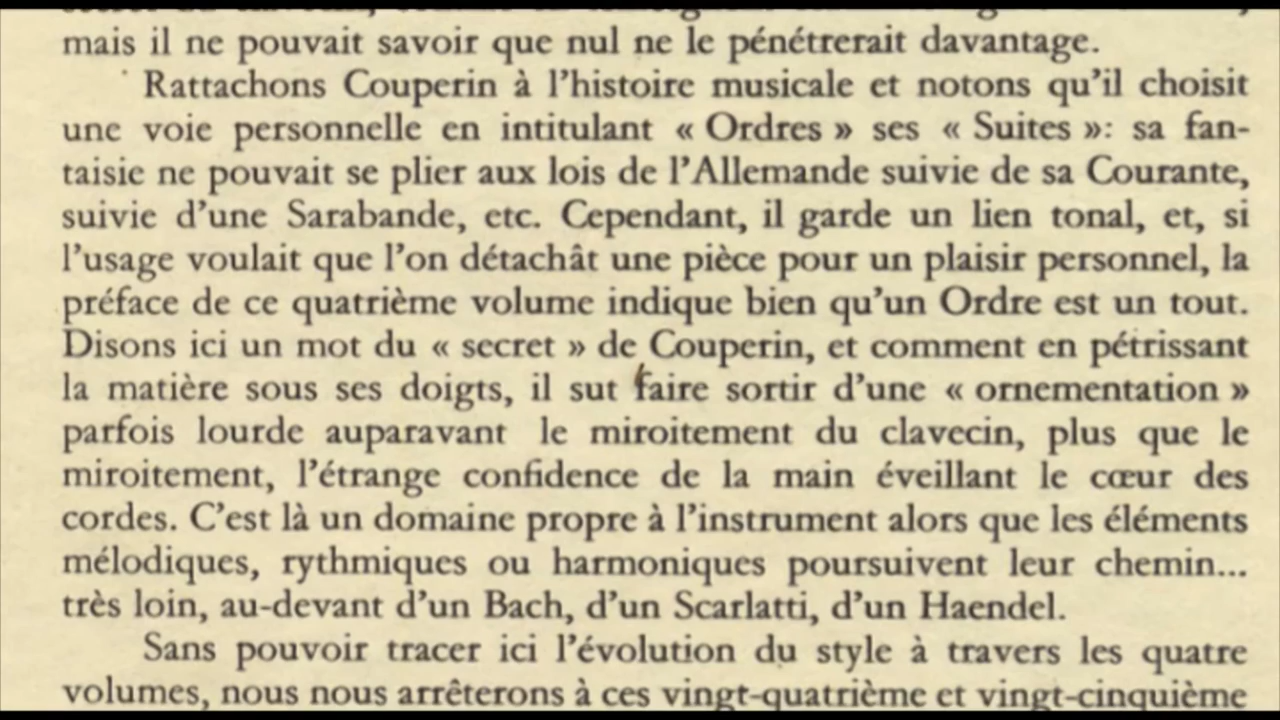 mais il ne pouvait savoir que nul ne le pénétrerait davantage.
Rattachons Couperin à l'histoire musicale et notons qu'il choisit
une voie personnelle en intitulant « Ordres » ses « Suites »: sa fan-
taisie ne pouvait se plier aux lois de l'Allemande suivie de sa Courante,
suivie d'une Sarabande, etc. Cependant, il garde un lien tonal, et, si
l'usage voulait que l'on détachât une pièce pour un plaisir personnel, la
préface de ce quatrième volume indique bien qu'un Ordre est un tout.
Disons ici un mot du « secret » de Couperin, et comment en pétrissant
la matière sous ses doigts, il sut faire sortir d'une « ornementation »
parfois lourde auparavant le miroitement du clavecin, plus que le
miroitement, l'étrange confidence de la main éveillant le cœur des
cordes. C'est là un domaine propre à l'instrument alors que les éléments
mélodiques, rythmiques ou harmoniques poursuivent leur chemin...
très loin, au-devant d'un Bach, d'un Scarlatti, d'un Haendel.
Sans pouvoir tracer ici l'évolution du style à travers les quatre
volumes, nous nous arrêterons à ces vingt-quatrième et vingt-cinquième